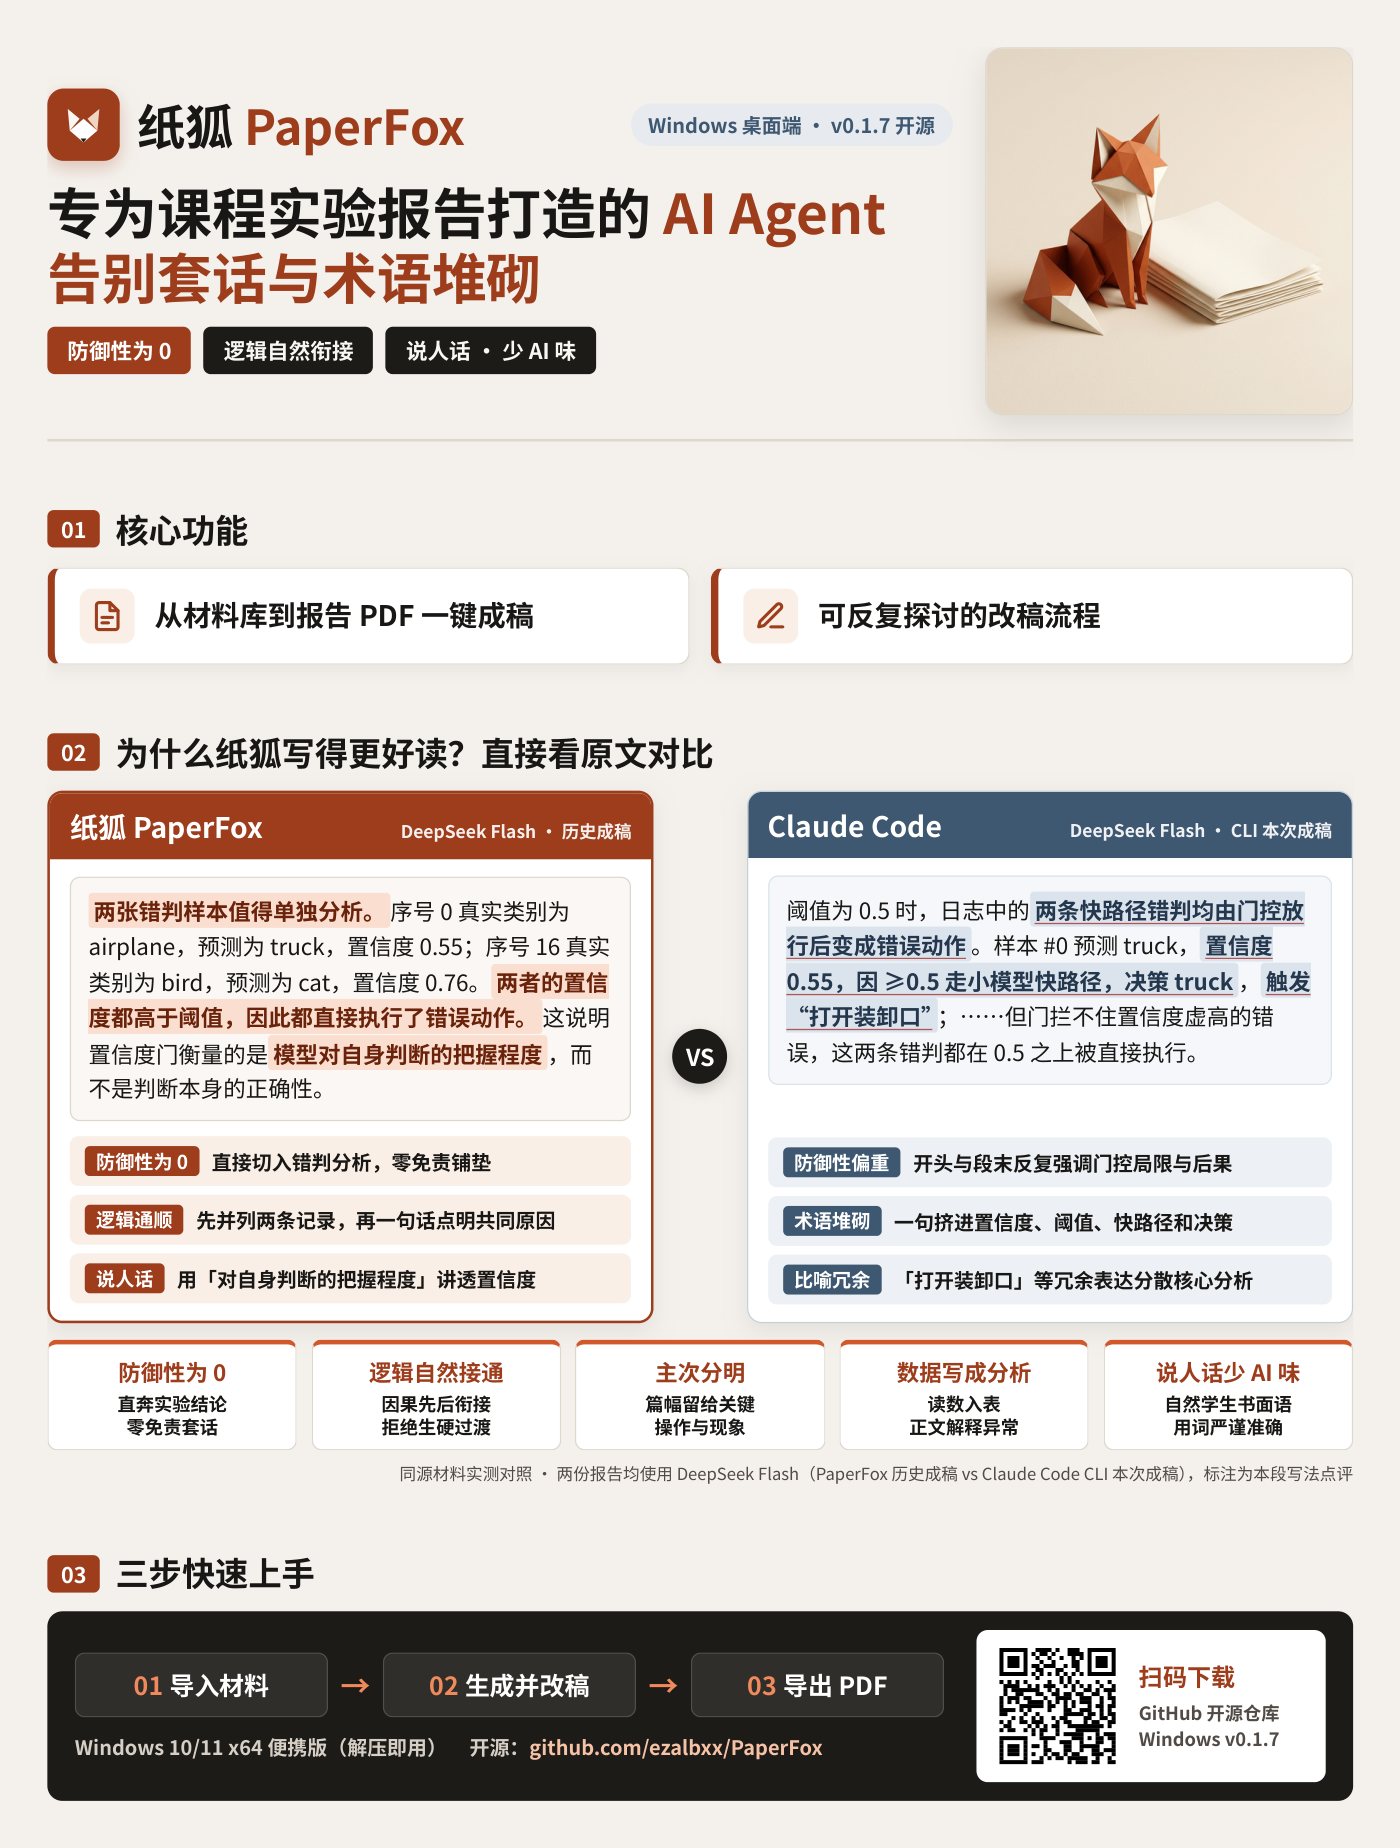 纸狐 PaperFox
Windows 桌面端 · v0.1.7 开源
专为课程实验报告打造的 AI Agent
告别套话与术语堆砌
防御性为 0
逻辑自然衔接
说人话 · 少 AI 味
01 核心功能
从材料库到报告 PDF 一键成稿
可反复探讨的改稿流程
02 为什么纸狐写得更好读？直接看原文对比
纸狐 PaperFox
DeepSeek Flash · 历史成稿
两张错判样本值得单独分析。序号 0 真实类别为
airplane，预测为 truck，置信度 0.55；序号 16 真实
类别为 bird，预测为 cat，置信度 0.76。两者的置信
度都高于阈值，因此都直接执行了错误动作。这说明
置信度门衡量的是模型对自身判断的把握程度，而
不是判断本身的正确性。
防御性为 0 直接切入错判分析，零免责铺垫
逻辑通顺 先并列两条记录，再一句话点明共同原因
说人话 用「对自身判断的把握程度」讲透置信度
VS
Claude Code
DeepSeek Flash · CLI 本次成稿
阈值为 0.5 时，日志中的两条快路径错判均由门控放
行后变成错误动作。样本 #0 预测 truck，置信度
0.55，因 ≥0.5 走小模型快路径，决策 truck，触发
“打开装卸口”；……但门拦不住置信度虚高的错
误，这两条错判都在 0.5 之上被直接执行。
防御性偏重 开头与段末反复强调门控局限与后果
术语堆砌 一句挤进置信度、阈值、快路径和决策
比喻冗余 「打开装卸口」等冗余表达分散核心分析
防御性为 0
直奔实验结论
零免责套话
逻辑自然接通
因果先后衔接
拒绝生硬过渡
主次分明
篇幅留给关键
操作与现象
数据写成分析
读数入表
正文解释异常
说人话少 AI 味
自然学生书面语
用词严谨准确
同源材料实测对照 · 两份报告均使用 DeepSeek Flash（PaperFox 历史成稿 vs Claude Code CLI 本次成稿），标注为本段写法点评
03 三步快速上手
01 导入材料 → 02 生成并改稿 → 03 导出 PDF
Windows 10/11 x64 便携版（解压即用） 开源：github.com/ezalbxx/PaperFox
扫码下载
GitHub 开源仓库
Windows v0.1.7